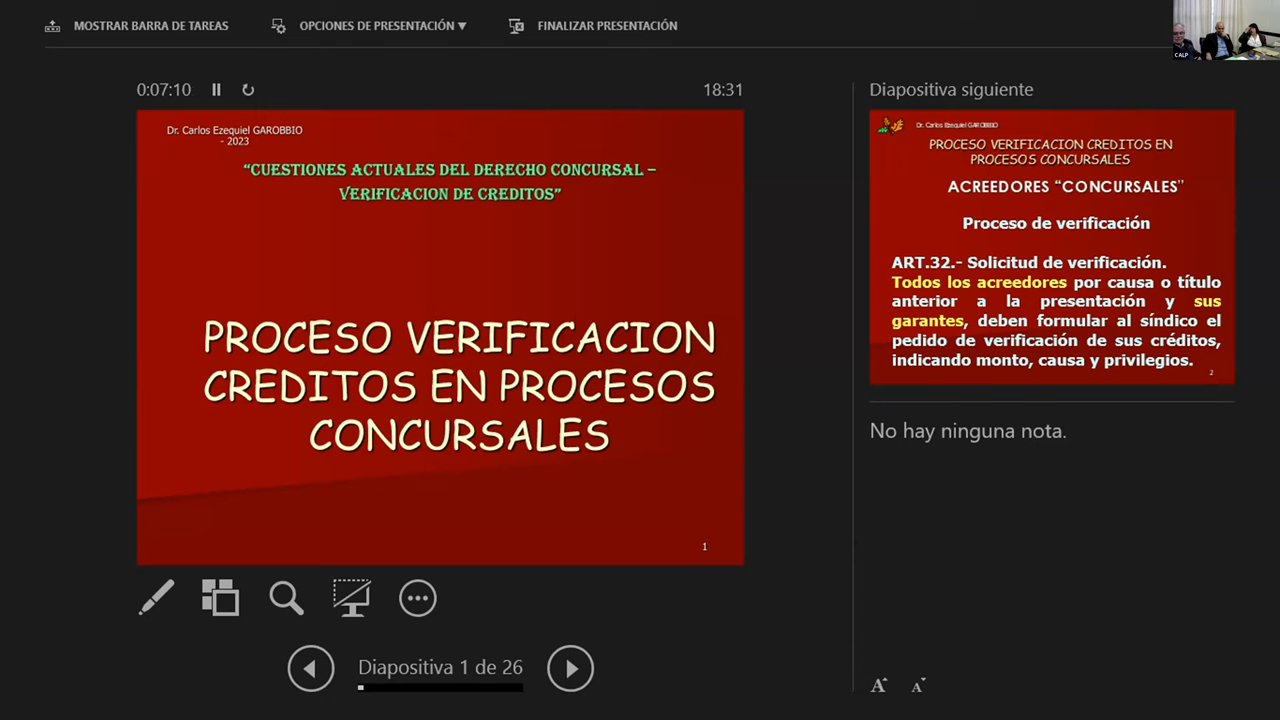 MOSTRAR BARRA DE TAREAS
OPCIONES DE PRESENTACIÓN ▼
FINALIZAR PRESENTACIÓN
CALP
0:07:10
18:31
Dr. Carlos Ezequiel GAROBBIO
- 2023
“CUESTIONES ACTUALES DEL DERECHO CONCURSAL –
VERIFICACION DE CREDITOS”
PROCESO VERIFICACION
CREDITOS EN PROCESOS
CONCURSALES
1
Diapositiva 1 de 26
Diapositiva siguiente
Dr. Carlos Ezequiel GAROBBIO
PROCESO VERIFICACION CREDITOS EN
PROCESOS CONCURSALES
ACREEDORES “CONCURSALES”
Proceso de verificación
ART.32.- Solicitud de verificación.
Todos los acreedores por causa o título
anterior a la presentación y sus
garantes, deben formular al síndico el
pedido de verificación de sus créditos,
indicando monto, causa y privilegios.
2
No hay ninguna nota.
A A